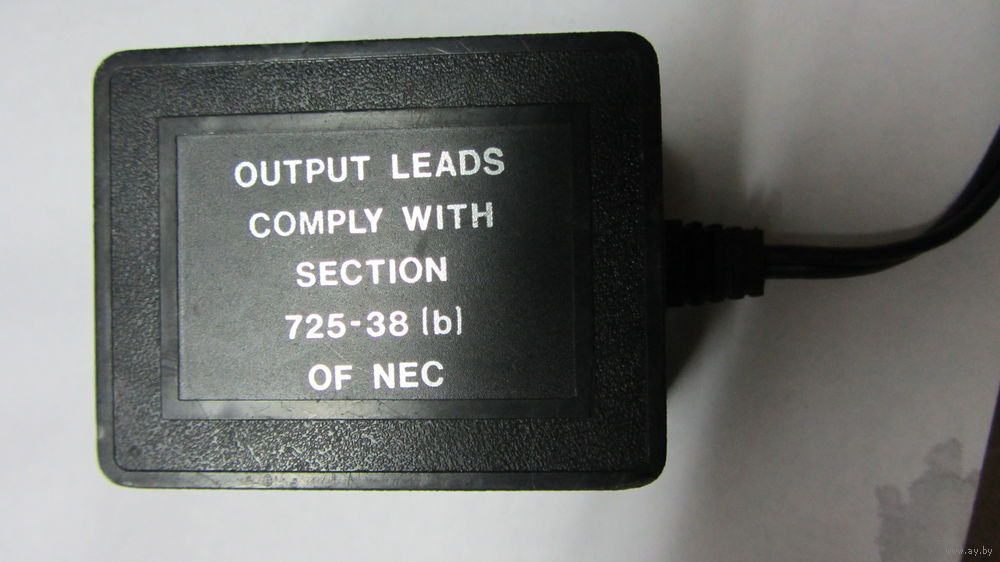 OUTPUT LEADS
COMPLY WITH
SECTION
725-38 (b)
OF NEC
www.ay.by